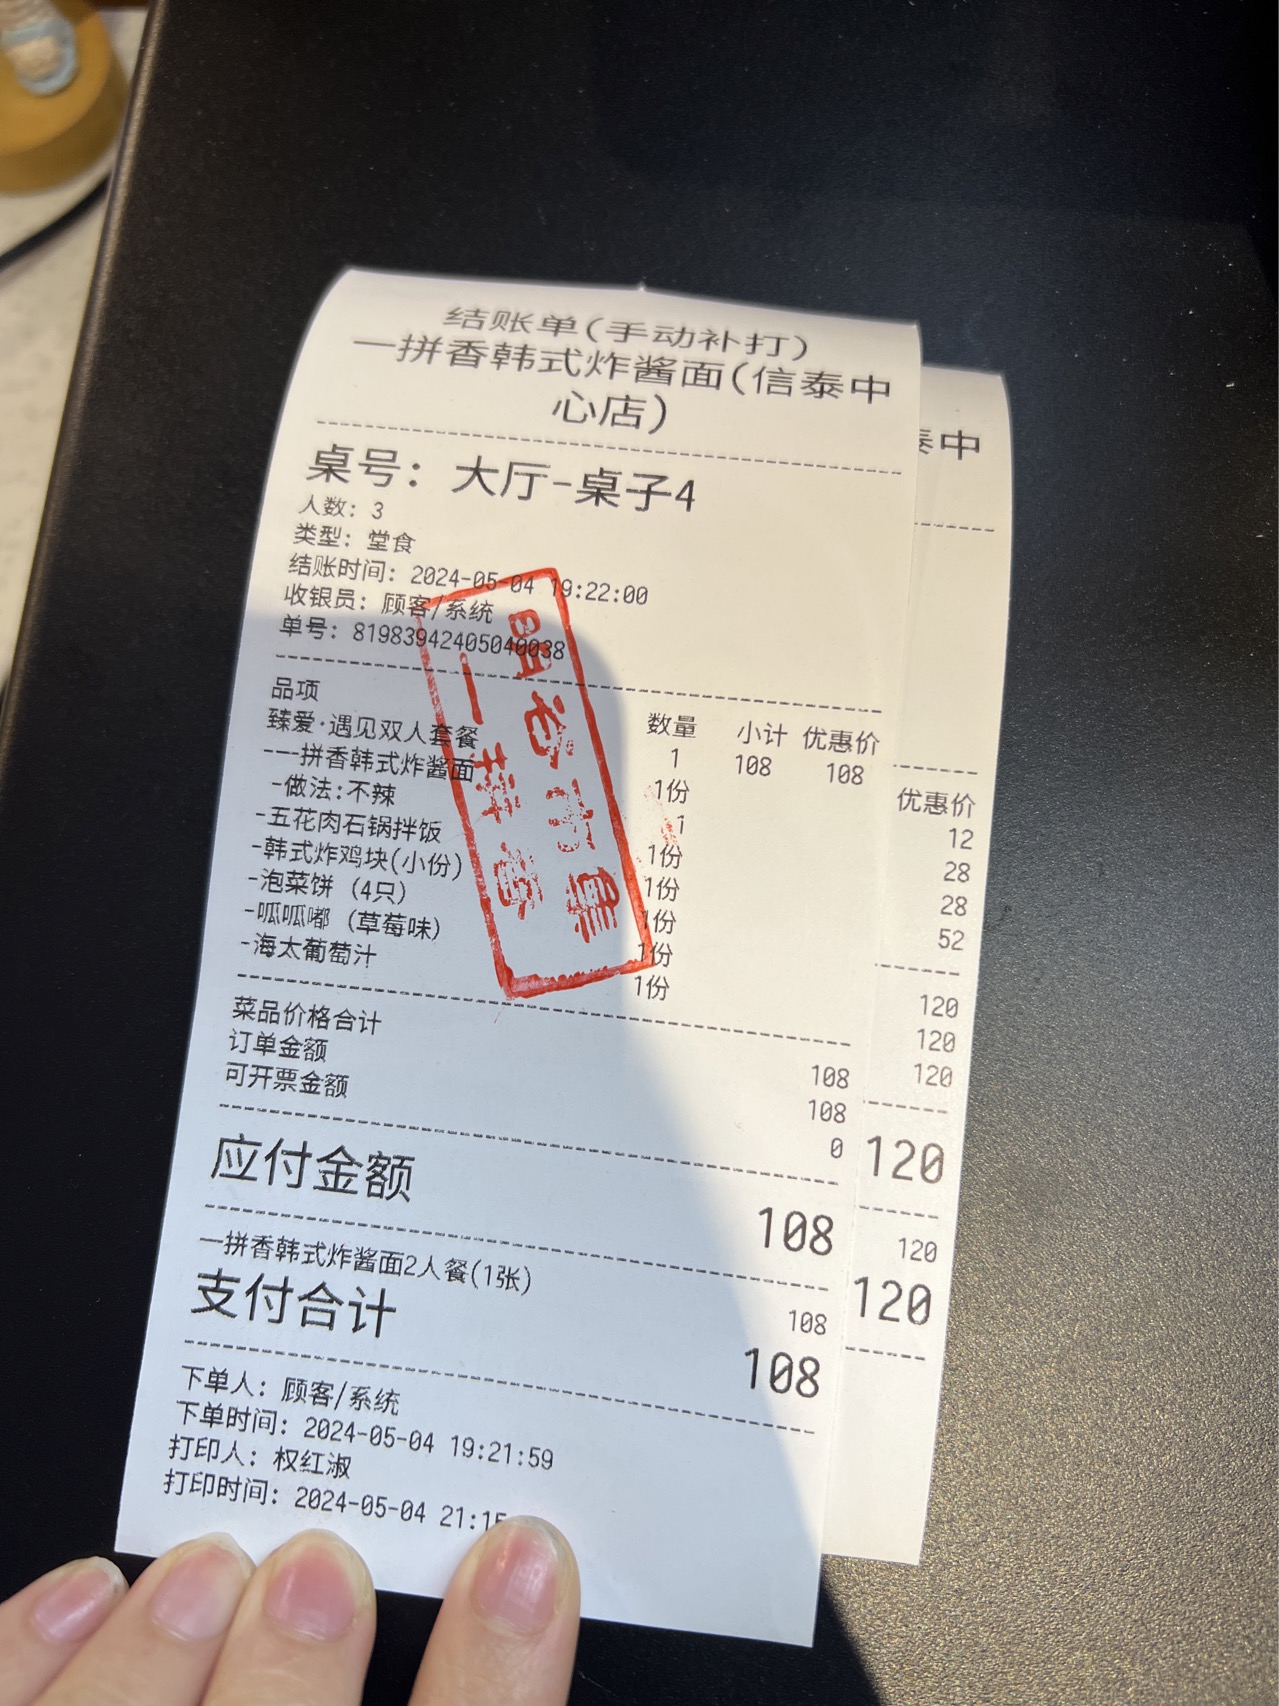 结账单(手动补打)
一拼香韩式炸酱面(信泰中
心店)
桌号: 大厅-桌子4
人数: 3
类型: 堂食
结账时间: 2024-05-04 19:22:00
收银员: 顾客/系统
单号: 81983942405040038
品项 数量 小计 优惠价
臻爱·遇见双人套餐 1 108 108
-一拼香韩式炸酱面 1份
-做法:不辣 1
-五花肉石锅拌饭 1份
-韩式炸鸡块(小份) 1份
-泡菜饼 (4只) 1份
-呱呱嘟 (草莓味) 1份
-海太葡萄汁 1份
菜品价格合计 108
订单金额 108
可开票金额 0
应付金额 108
一拼香韩式炸酱面2人餐(1张) 108
支付合计 108
下单人: 顾客/系统
下单时间: 2024-05-04 19:21:59
打印人: 权红淑
打印时间: 2024-05-04 21:15
一拼香
泰中
优惠价
12
28
28
52
120
120
120
120
120
120